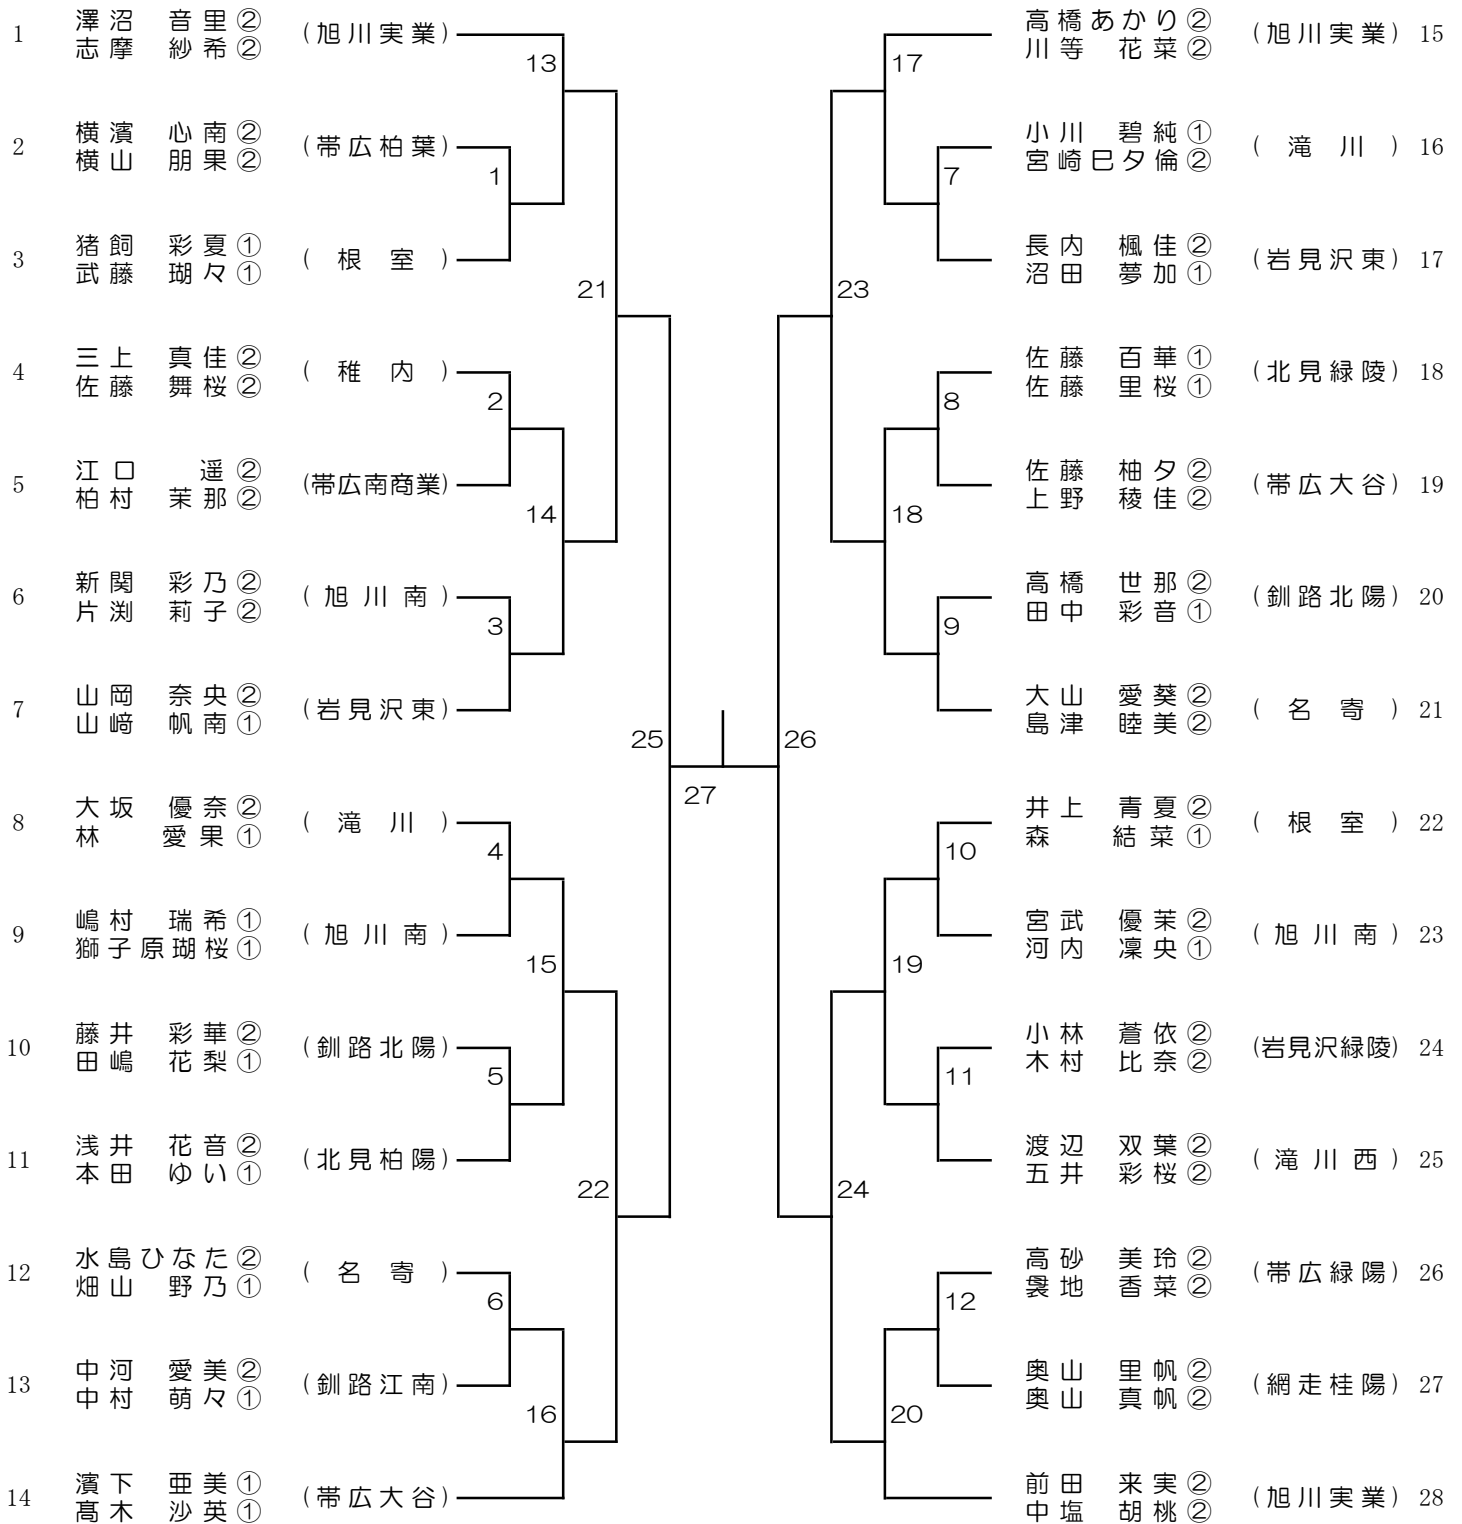 1 澤沼 音里② (旭川実業)
志摩 紗希②
13
2 横濱 心南② (帯広柏葉)
横山 朋果②
1
3 猪飼 彩夏① (根室)
武藤 瑚々①
21
4 三上 真佳② (稚内)
佐藤 舞桜②
2
5 江口 遥② (帯広南商業)
柏村 茉那②
14
6 新関 彩乃② (旭川南)
片渕 莉子②
3
7 山岡 奈央② (岩見沢東)
山﨑 帆南①
25
8 大坂 優奈② (滝川)
林 愛果①
4
9 嶋村 瑞希① (旭川南)
獅子原瑚桜①
15
10 藤井 彩華② (釧路北陽)
田嶋 花梨①
5
11 浅井 花音② (北見柏陽)
本田 ゆい①
22
12 水島ひなた② (名寄)
畑山 野乃①
6
13 中河 愛美② (釧路江南)
中村 萌々①
16
14 濱下 亜美① (帯広大谷)
髙木 沙英①
27
高橋あかり② (旭川実業) 15
川等 花菜②
17
小川 碧純① (滝川) 16
宮崎巳夕倫②
7
長内 楓佳② (岩見沢東) 17
沼田 夢加①
23
佐藤 百華① (北見緑陵) 18
佐藤 里桜①
8
佐藤 柚夕② (帯広大谷) 19
上野 稜佳②
18
高橋 世那② (釧路北陽) 20
田中 彩音①
9
大山 愛葵② (名寄) 21
島津 睦美②
26
井上 青夏② (根室) 22
森 結菜①
10
宮武 優茉② (旭川南) 23
河内 凜央①
19
小林 蒼依② (岩見沢緑陵) 24
木村 比奈②
11
渡辺 双葉② (滝川西) 25
五井 彩桜②
24
高砂 美玲② (帯広緑陽) 26
地 香菜②
12
奥山 里帆② (網走桂陽) 27
奥山 真帆②
20
前田 来実② (旭川実業) 28
中塩 胡桃②